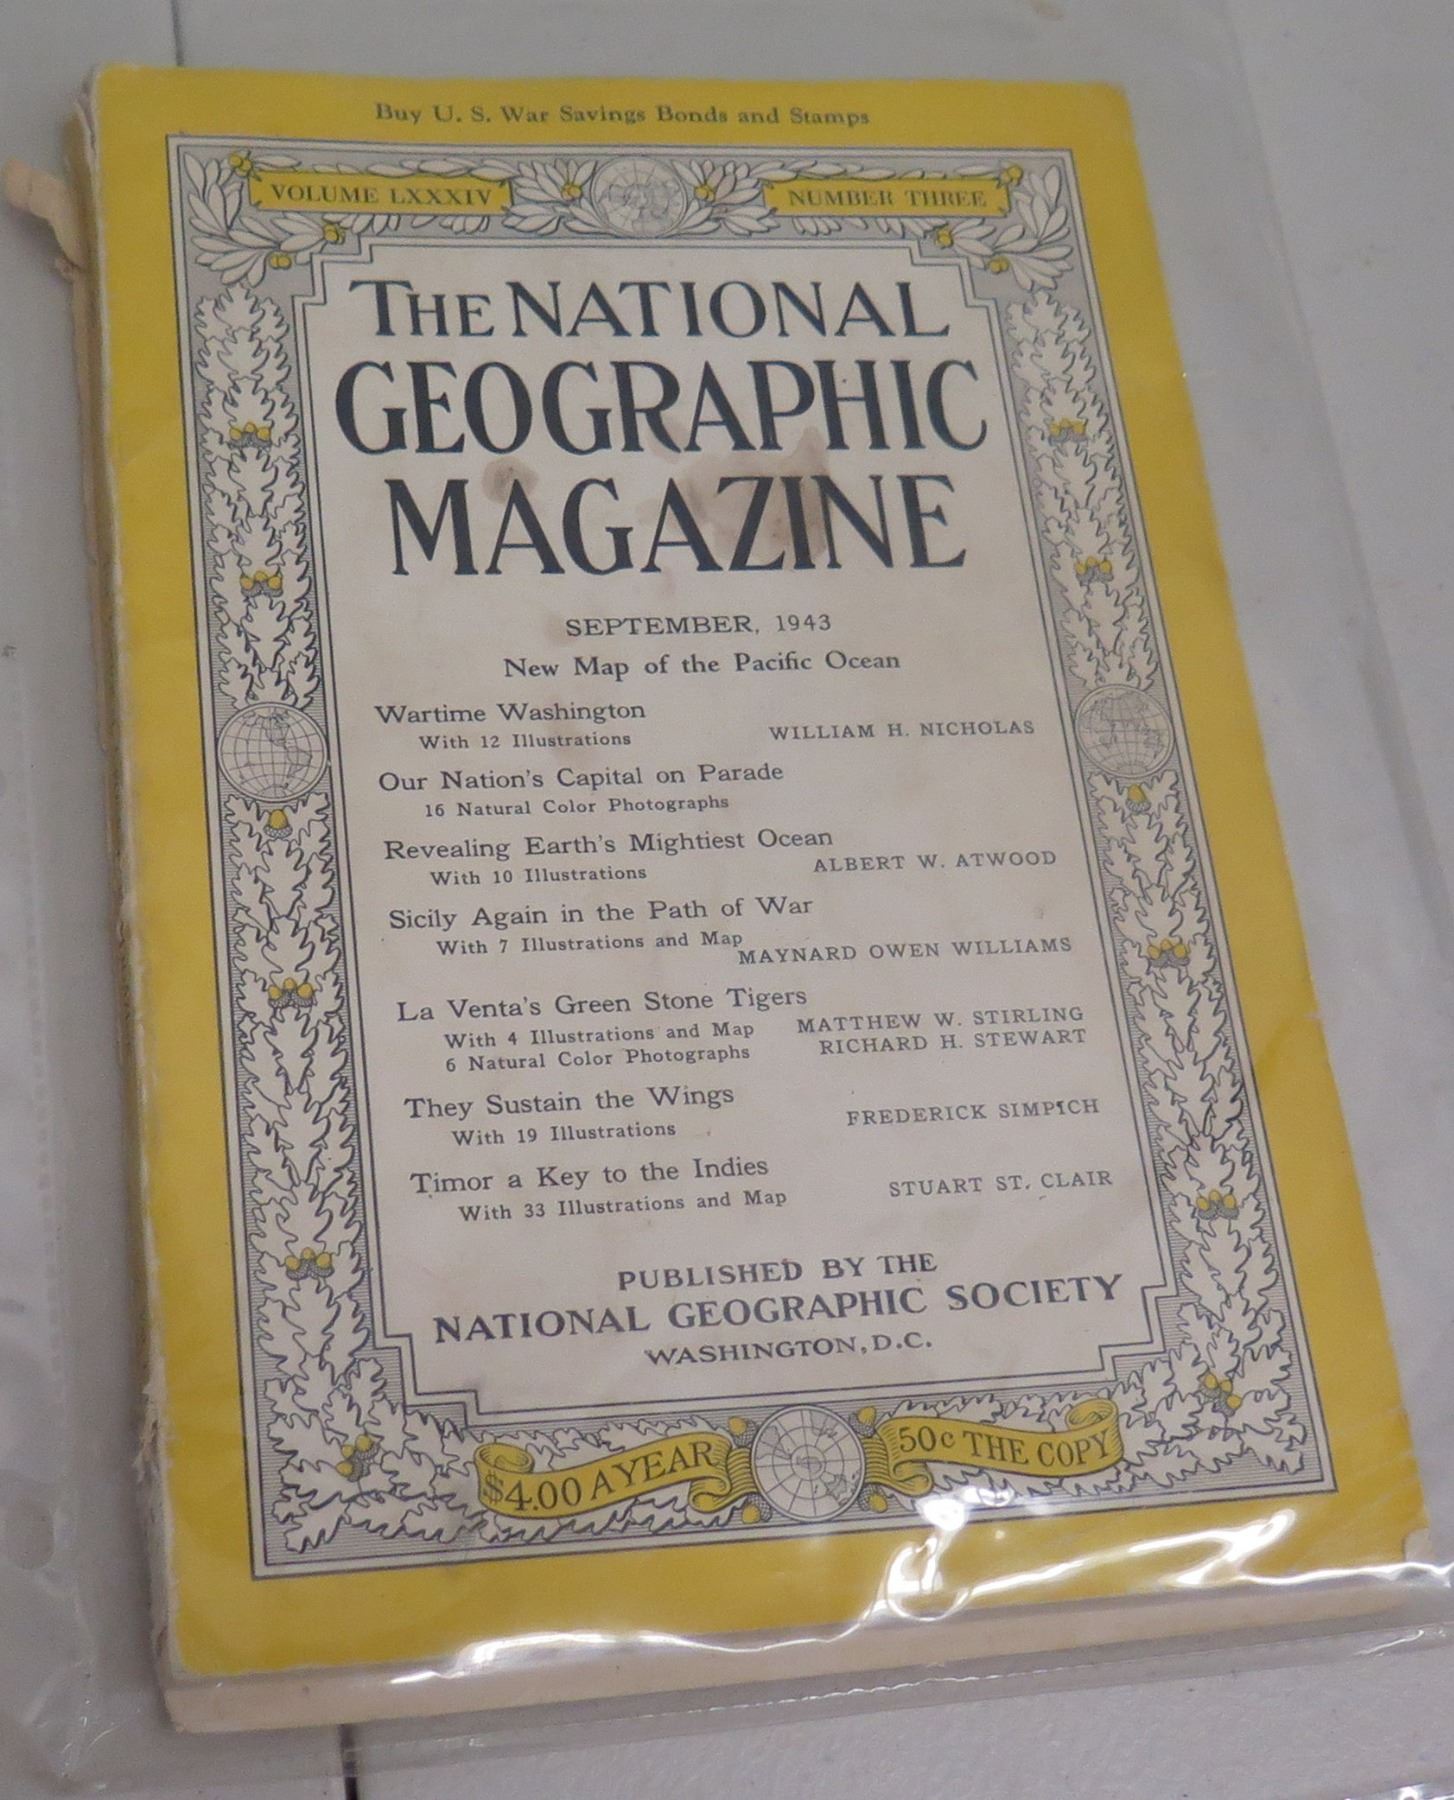 Buy U. S. War Savings Bonds and Stamps
VOLUME LXXXIV NUMBER THREE
THE NATIONAL
GEOGRAPHIC
MAGAZINE
SEPTEMBER, 1943
New Map of the Pacific Ocean
Wartime Washington
With 12 Illustrations WILLIAM H. NICHOLAS
Our Nation's Capital on Parade
16 Natural Color Photographs
Revealing Earth's Mightiest Ocean
With 10 Illustrations ALBERT W. ATWOOD
Sicily Again in the Path of War
With 7 Illustrations and Map MAYNARD OWEN WILLIAMS
La Venta's Green Stone Tigers
With 4 Illustrations and Map MATTHEW W. STIRLING
6 Natural Color Photographs RICHARD H. STEWART
They Sustain the Wings
With 19 Illustrations FREDERICK SIMPICH
Timor a Key to the Indies
With 33 Illustrations and Map STUART ST. CLAIR
PUBLISHED BY THE
NATIONAL GEOGRAPHIC SOCIETY
WASHINGTON, D.C.
$4.00 A YEAR 50c THE COPY